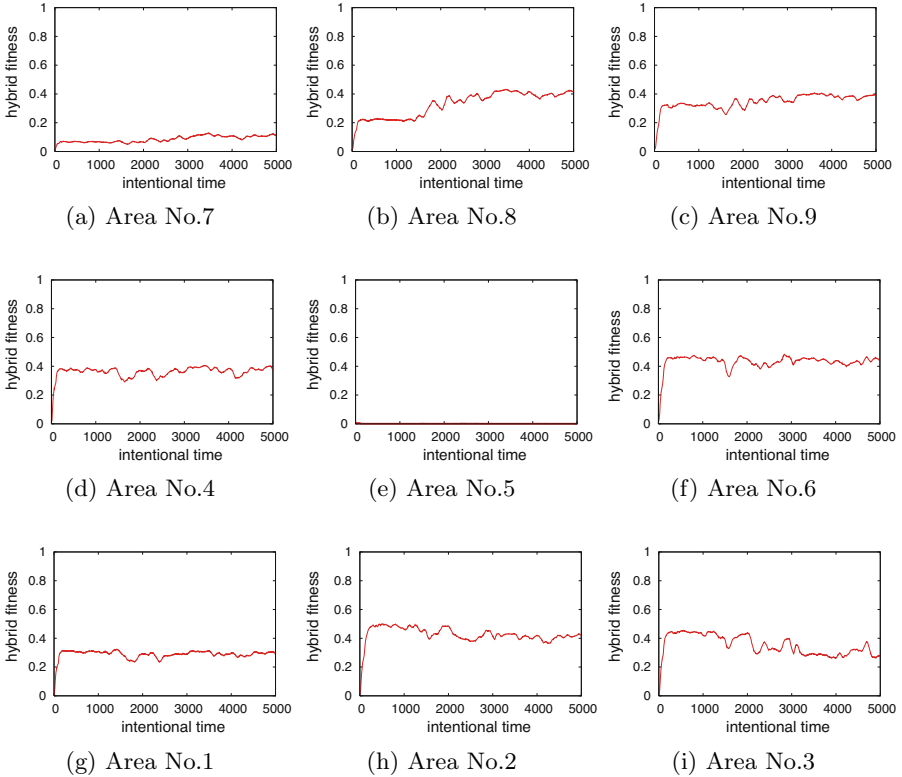 hybrid fitness
1
0.8
0.6
0.4
0.2
0
0 1000 2000 3000 4000 5000
intentional time
(a) Area No.7
hybrid fitness
1
0.8
0.6
0.4
0.2
0
0 1000 2000 3000 4000 5000
intentional time
(b) Area No.8
hybrid fitness
1
0.8
0.6
0.4
0.2
0
0 1000 2000 3000 4000 5000
intentional time
(c) Area No.9
hybrid fitness
1
0.8
0.6
0.4
0.2
0
0 1000 2000 3000 4000 5000
intentional time
(d) Area No.4
hybrid fitness
1
0.8
0.6
0.4
0.2
0
0 1000 2000 3000 4000 5000
intentional time
(e) Area No.5
hybrid fitness
1
0.8
0.6
0.4
0.2
0
0 1000 2000 3000 4000 5000
intentional time
(f) Area No.6
hybrid fitness
1
0.8
0.6
0.4
0.2
0
0 1000 2000 3000 4000 5000
intentional time
(g) Area No.1
hybrid fitness
1
0.8
0.6
0.4
0.2
0
0 1000 2000 3000 4000 5000
intentional time
(h) Area No.2
hybrid fitness
1
0.8
0.6
0.4
0.2
0
0 1000 2000 3000 4000 5000
intentional time
(i) Area No.3